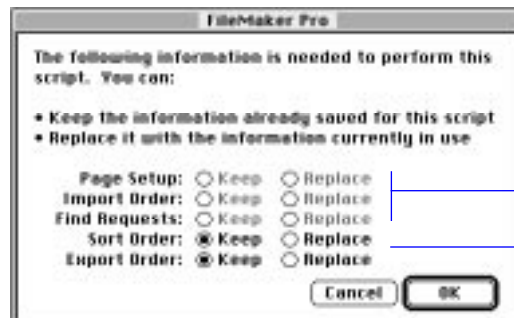 FileMaker Pro
The following information is needed to perform this
script. You can:
• Keep the information already saved for this script
• Replace it with the information currently in use
Page Setup: Keep Replace
Import Order: Keep Replace
Find Requests: Keep Replace
Sort Order: Keep Replace
Export Order: Keep Replace
Cancel OK